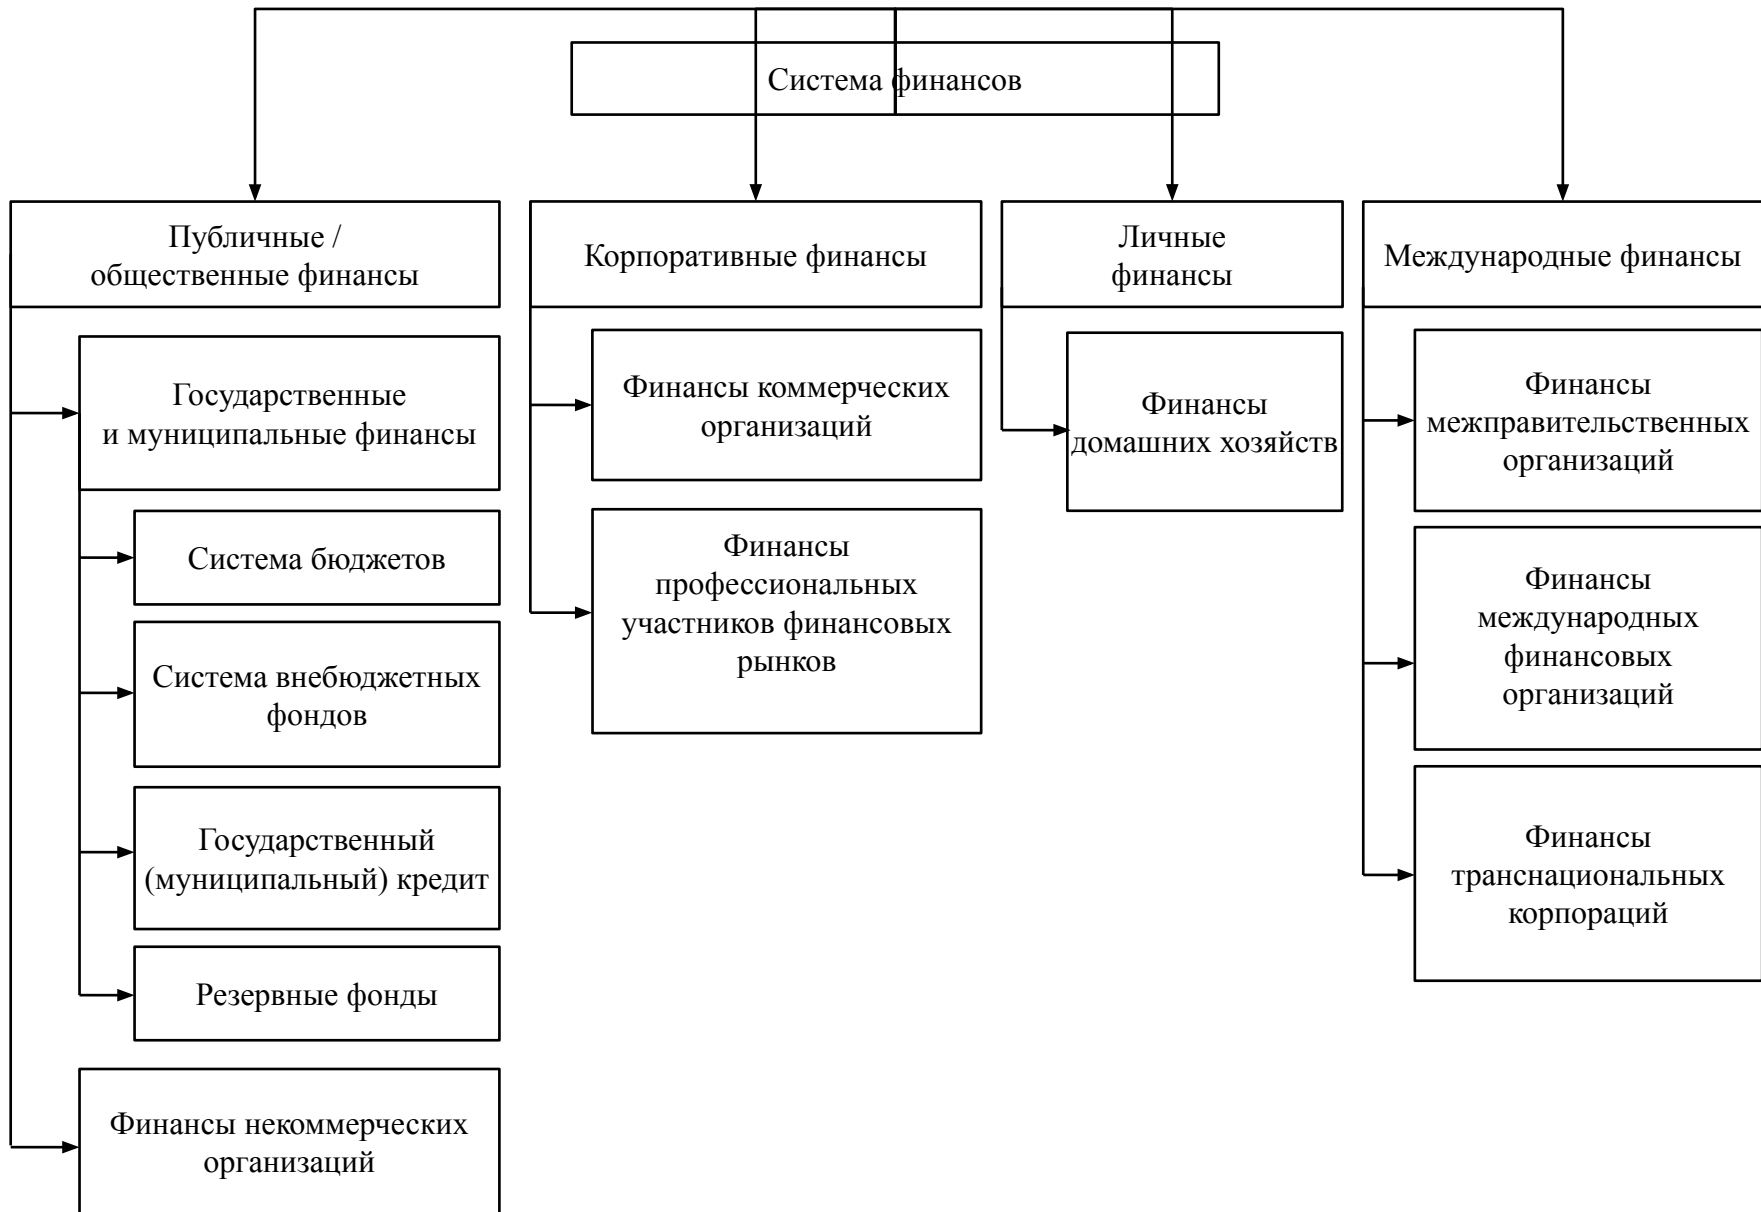 Система финансов
Публичные /
общественные финансы
Государственные
и муниципальные финансы
Система бюджетов
Система внебюджетных
фондов
Государственный
(муниципальный) кредит
Резервные фонды
Финансы некоммерческих
организаций
Корпоративные финансы
Финансы коммерческих
организаций
Финансы
профессиональных
участников финансовых
рынков
Личные
финансы
Финансы
домашних хозяйств
Международные финансы
Финансы
межправительственных
организаций
Финансы
международных
финансовых
организаций
Финансы
транснациональных
корпораций